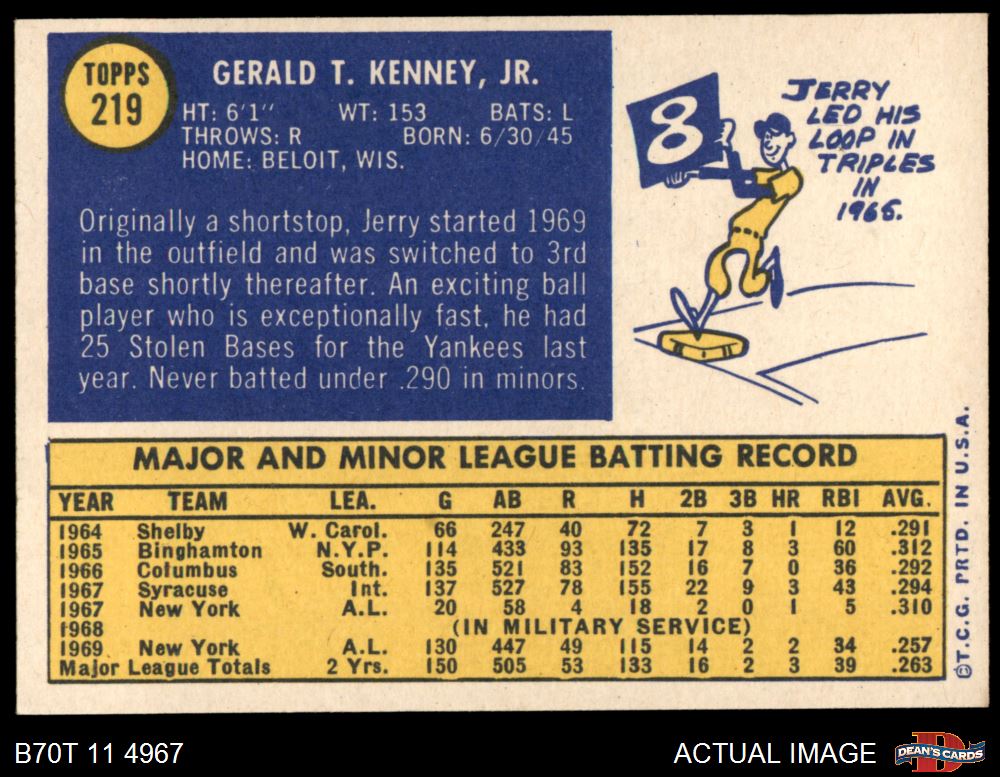 TOPPS
219
GERALD T. KENNEY, JR.
HT: 6'1" WT: 153 BATS: L
THROWS: R BORN: 6/30/45
HOME: BELOIT, WIS.
Originally a shortstop, Jerry started 1969
in the outfield and was switched to 3rd
base shortly thereafter. An exciting ball
player who is exceptionally fast, he had
25 Stolen Bases for the Yankees last
year. Never batted under .290 in minors.
8
JERRY
LED HIS
LOOP IN
TRIPLES
IN
1965.
MAJOR AND MINOR LEAGUE BATTING RECORD
YEAR TEAM LEA. G AB R H 2B 3B HR RBI AVG.
1964 Shelby W. Carol. 66 247 40 72 7 3 1 12 .291
1965 Binghamton N.Y.P. 114 433 93 135 17 8 3 60 .312
1966 Columbus South. 135 521 83 152 16 7 0 36 .292
1967 Syracuse Int. 137 527 78 155 22 9 3 43 .294
1967 New York A.L. 20 58 4 18 2 0 1 5 .310
1968 (IN MILITARY SERVICE)
1969 New York A.L. 130 447 49 115 14 2 2 34 .257
Major League Totals 2 Yrs. 150 505 53 133 16 2 3 39 .263
©T.C.G. PRTD. IN U.S.A.
B70T 11 4967 ACTUAL IMAGE
D
DEAN'S CARDS